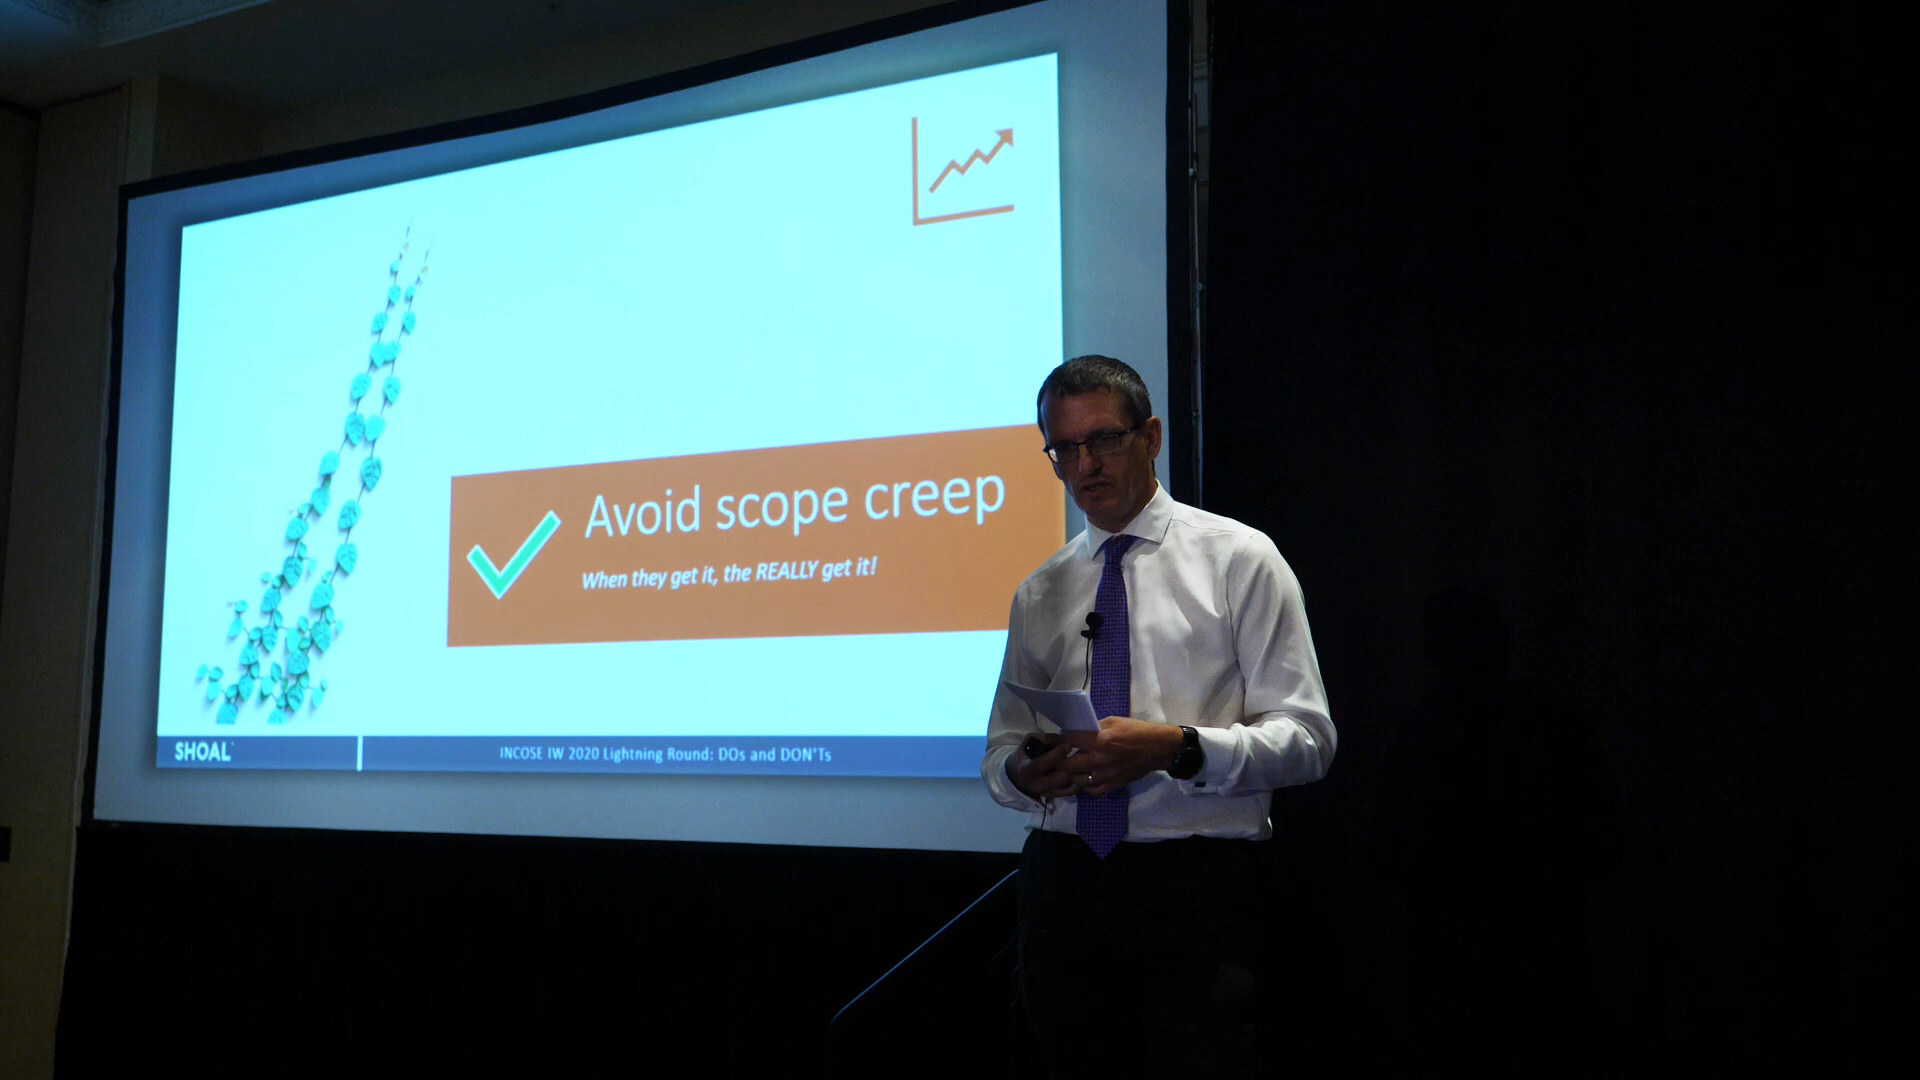 Avoid scope creep
When they get it, the REALLY get it!
SHOAL
INCOSE IW 2020 Lightning Round: DOs and DON'Ts